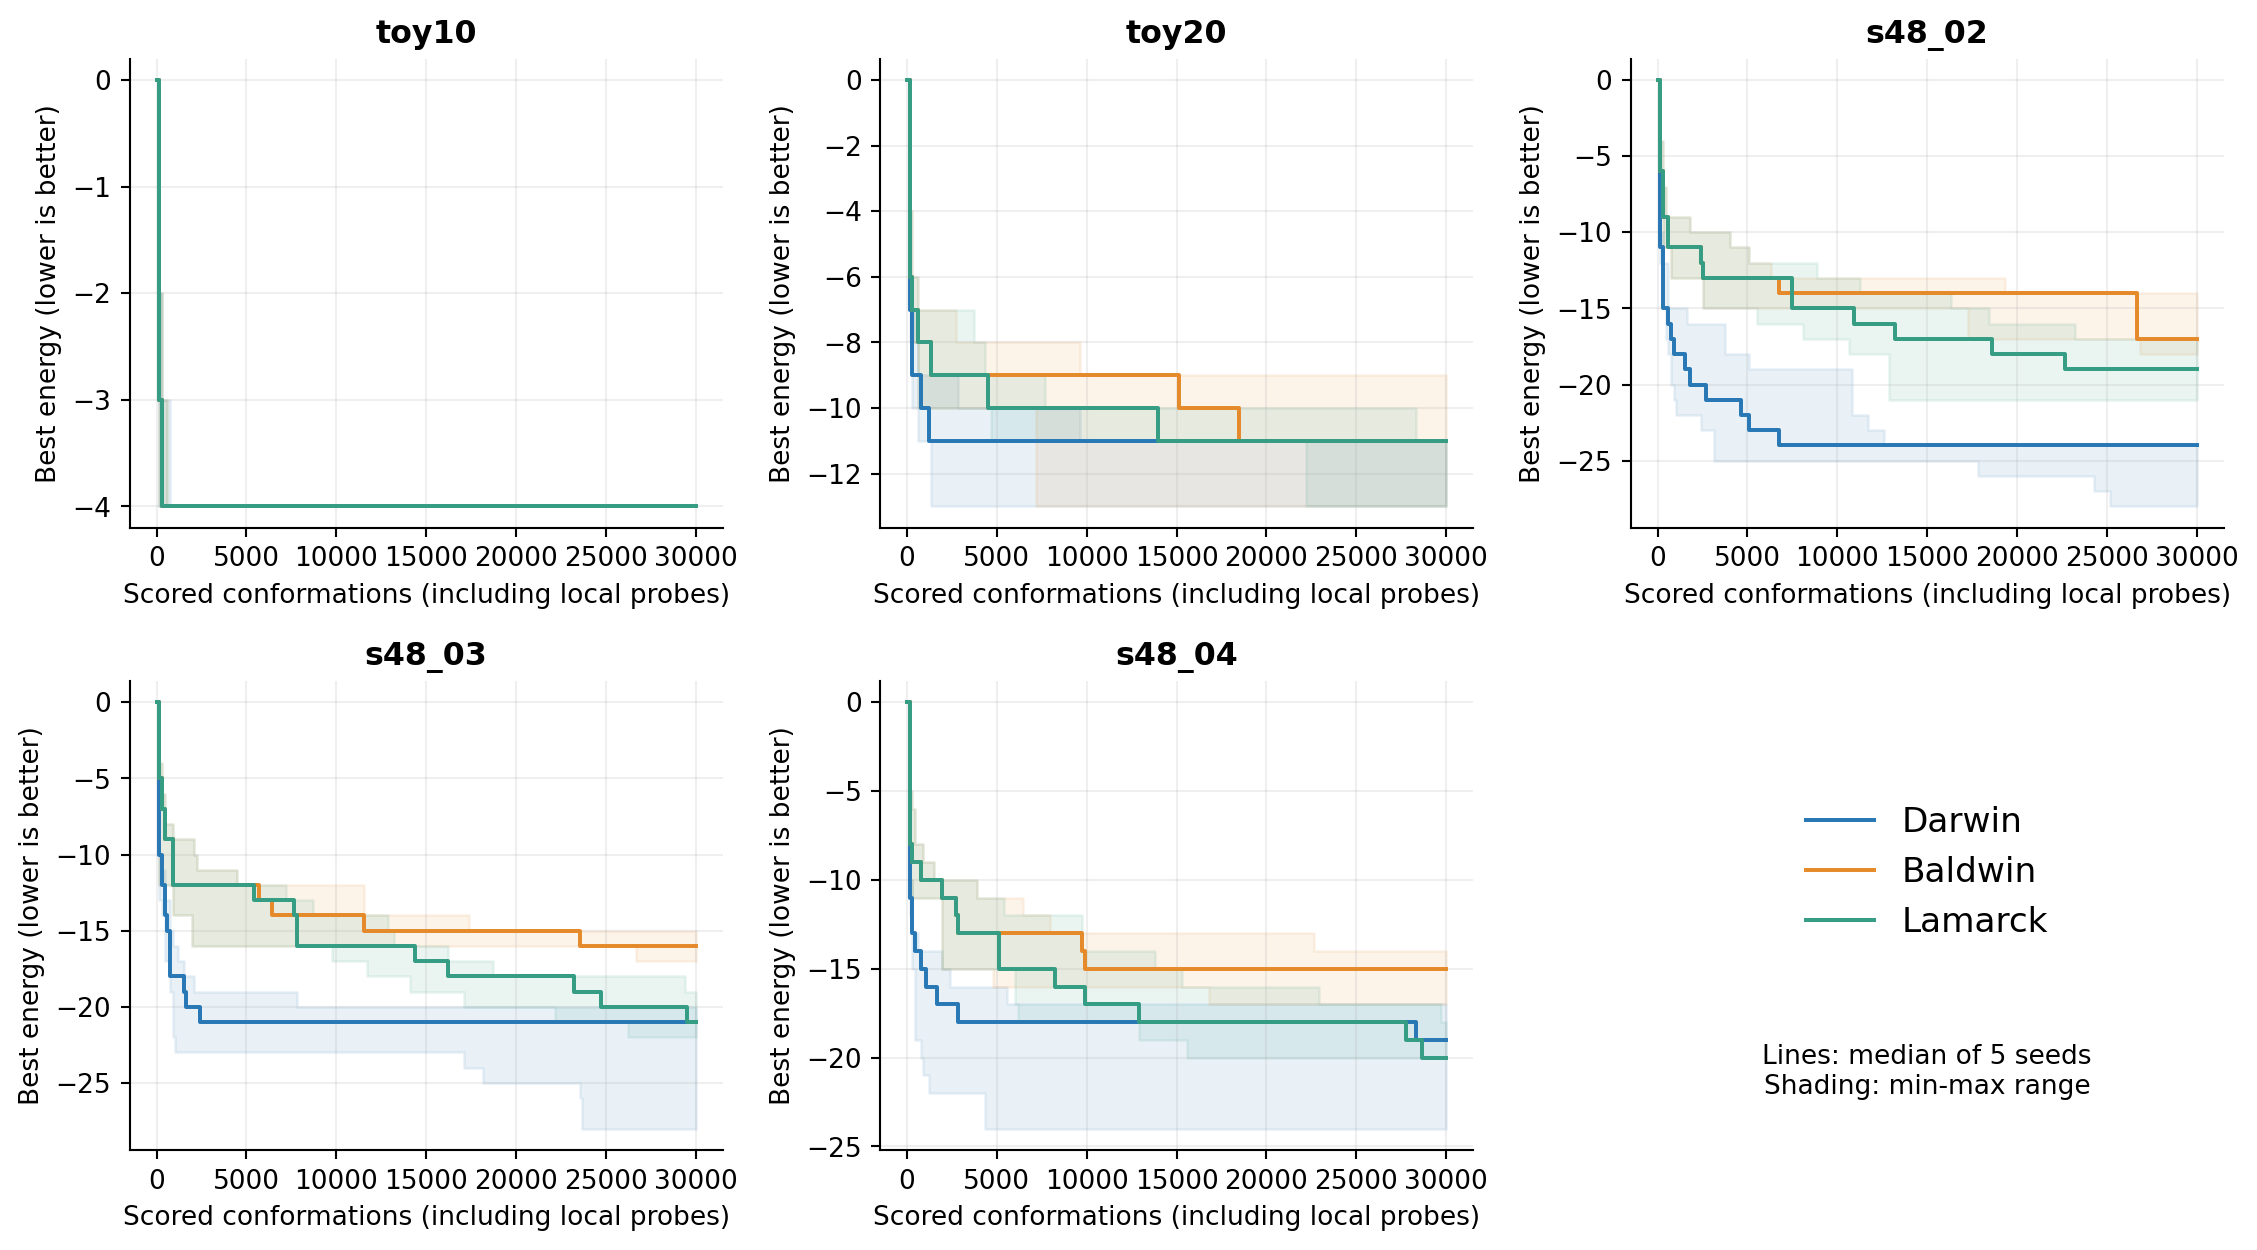 toy10
0
−1
−2
−3
−4
Best energy (lower is better)
0 5000 10000 15000 20000 25000 30000
Scored conformations (including local probes)
toy20
0
−2
−4
−6
−8
−10
−12
Best energy (lower is better)
0 5000 10000 15000 20000 25000 30000
Scored conformations (including local probes)
s48_02
0
−5
−10
−15
−20
−25
Best energy (lower is better)
0 5000 10000 15000 20000 25000 30000
Scored conformations (including local probes)
s48_03
0
−5
−10
−15
−20
−25
Best energy (lower is better)
0 5000 10000 15000 20000 25000 30000
Scored conformations (including local probes)
s48_04
0
−5
−10
−15
−20
−25
Best energy (lower is better)
0 5000 10000 15000 20000 25000 30000
Scored conformations (including local probes)
Darwin
Baldwin
Lamarck
Lines: median of 5 seeds
Shading: min-max range